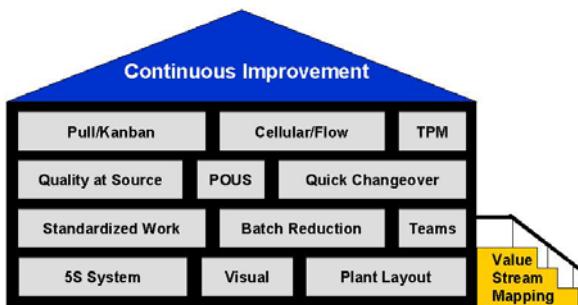 Continuous Improvement
Pull/Kanban Cellular/Flow TPM
Quality at Source POUS Quick Changeover
Standardized Work Batch Reduction Teams
5S System Visual Plant Layout
Value
Stream
Mapping